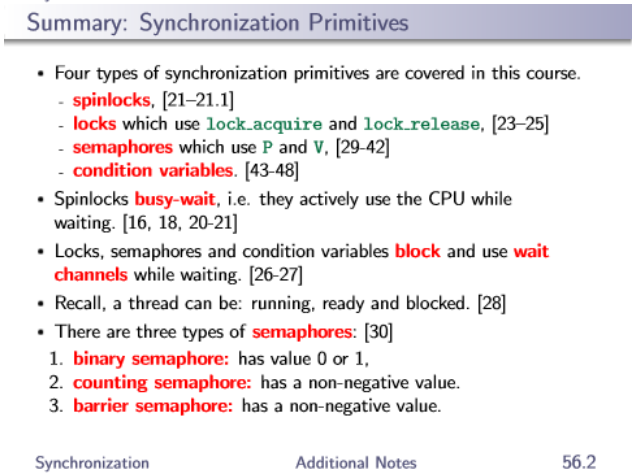 Summary: Synchronization Primitives
• Four types of synchronization primitives are covered in this course.
- spinlocks, [21–21.1]
- locks which use lock_acquire and lock_release, [23–25]
- semaphores which use P and V, [29-42]
- condition variables. [43-48]
• Spinlocks busy-wait, i.e. they actively use the CPU while
waiting. [16, 18, 20-21]
• Locks, semaphores and condition variables block and use wait
channels while waiting. [26-27]
• Recall, a thread can be: running, ready and blocked. [28]
• There are three types of semaphores: [30]
1. binary semaphore: has value 0 or 1,
2. counting semaphore: has a non-negative value.
3. barrier semaphore: has a non-negative value.
Synchronization Additional Notes 56.2